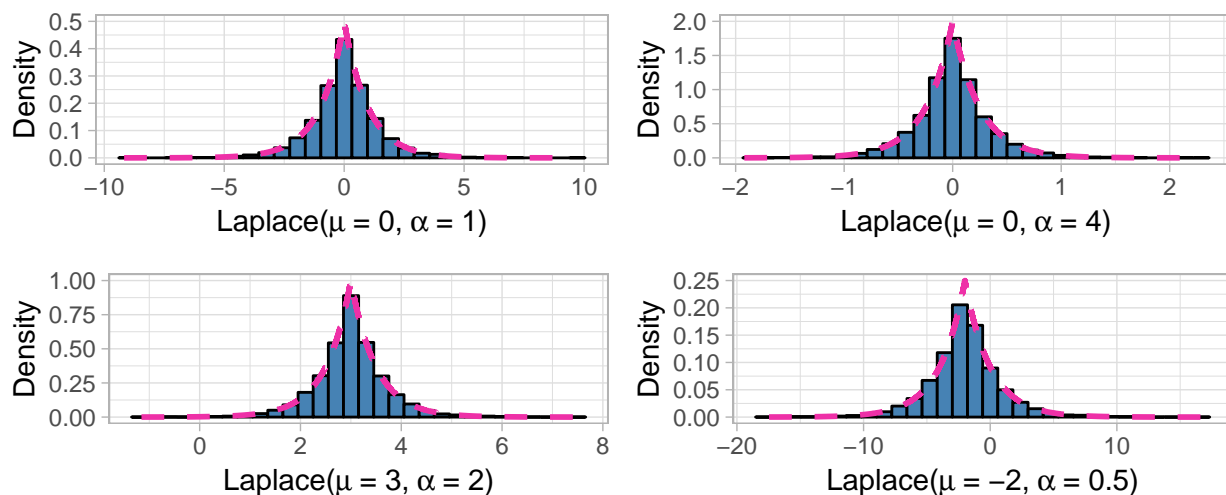 Density
0.5
0.4
0.3
0.2
0.1
0.0
−10 −5 0 5 10
Laplace(μ = 0, α = 1)
Density
2.0
1.5
1.0
0.5
0.0
−2 −1 0 1 2
Laplace(μ = 0, α = 4)
Density
1.00
0.75
0.50
0.25
0.00
0 2 4 6 8
Laplace(μ = 3, α = 2)
Density
0.25
0.20
0.15
0.10
0.05
0.00
−20 −10 0 10
Laplace(μ = −2, α = 0.5)